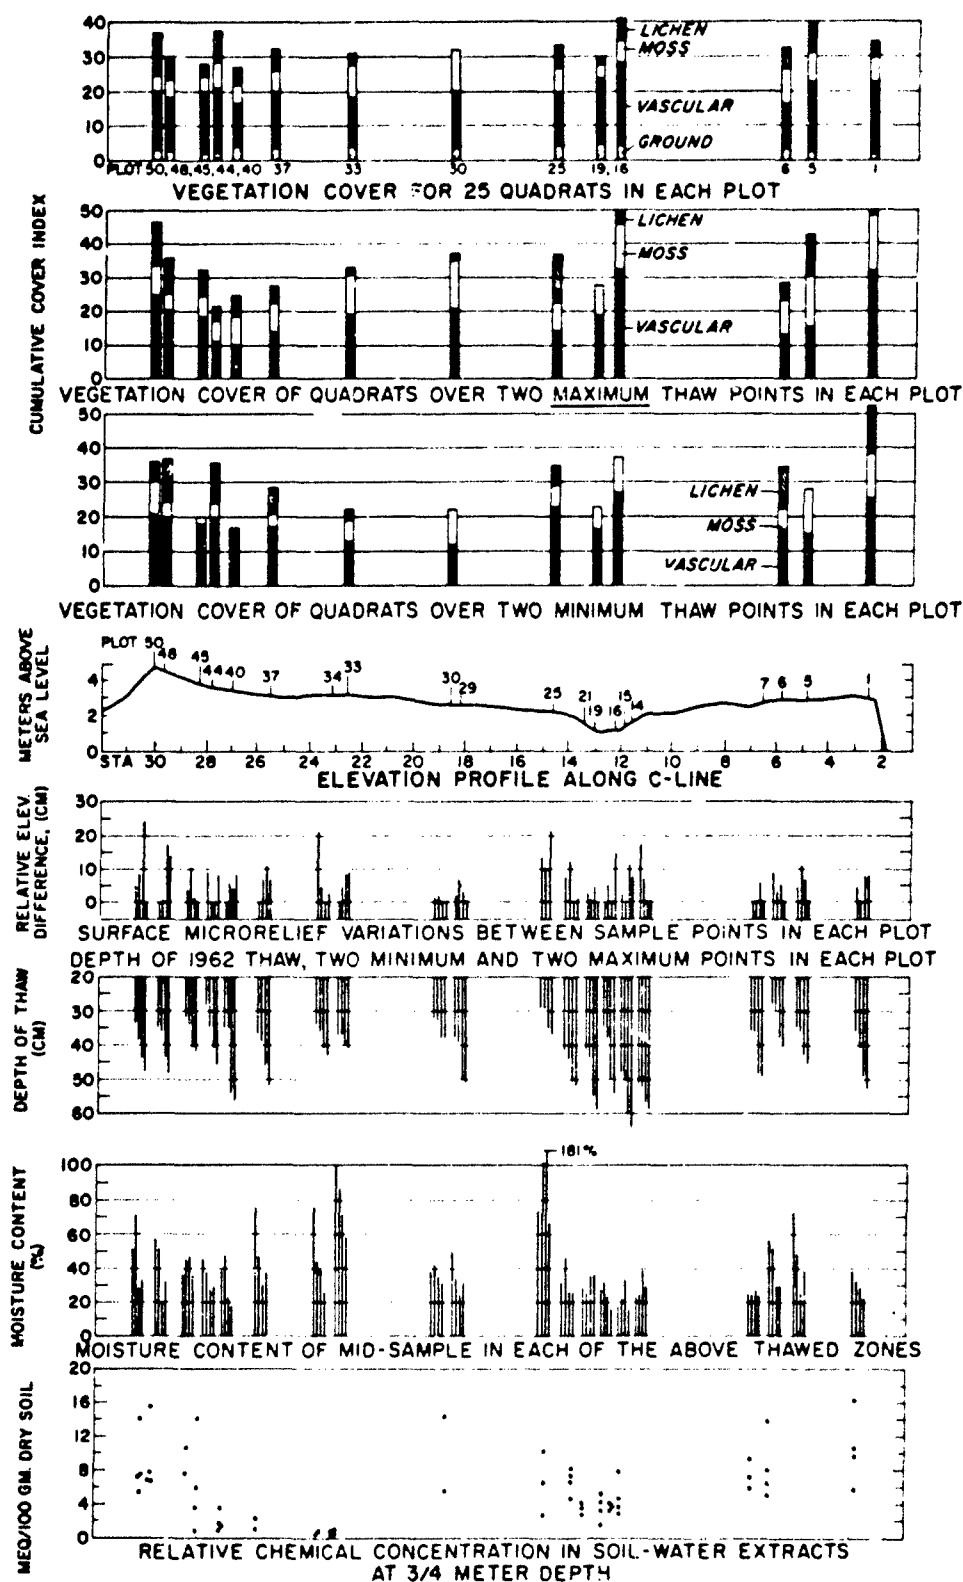 40
30
20
10
0
LICHEN
MOSS
VASCULAR
GROUND
PLOT 50, 48, 45, 44, 40 37 33 30 25 19, 16 6 5 1
VEGETATION COVER FOR 25 QUADRATS IN EACH PLOT
CUMULATIVE COVER INDEX
50
40
30
20
10
0
LICHEN
MOSS
VASCULAR
VEGETATION COVER OF QUADRATS OVER TWO MAXIMUM THAW POINTS IN EACH PLOT
50
40
30
20
10
0
LICHEN
MOSS
VASCULAR
VEGETATION COVER OF QUADRATS OVER TWO MINIMUM THAW POINTS IN EACH PLOT
METERS ABOVE
SEA LEVEL
4
2
0
PLOT 50 48 45 44 40 37 34 33 30 29 25 21 19 16 15 14 7 6 5 1
STA 30 28 26 24 22 20 18 16 14 12 10 8 6 4 2
ELEVATION PROFILE ALONG C-LINE
RELATIVE ELEV.
DIFFERENCE, (CM)
30
20
10
0
SURFACE MICRORELIEF VARIATIONS BETWEEN SAMPLE POINTS IN EACH PLOT
DEPTH OF 1962 THAW, TWO MINIMUM AND TWO MAXIMUM POINTS IN EACH PLOT
DEPTH OF THAW
(CM)
20
30
40
50
60
MOISTURE CONTENT
(%)
100
80
60
40
20
0
181%
MOISTURE CONTENT OF MID-SAMPLE IN EACH OF THE ABOVE THAWED ZONES
MEQ/100 GM. DRY SOIL
20
16
12
8
4
0
RELATIVE CHEMICAL CONCENTRATION IN SOIL-WATER EXTRACTS
AT 3/4 METER DEPTH